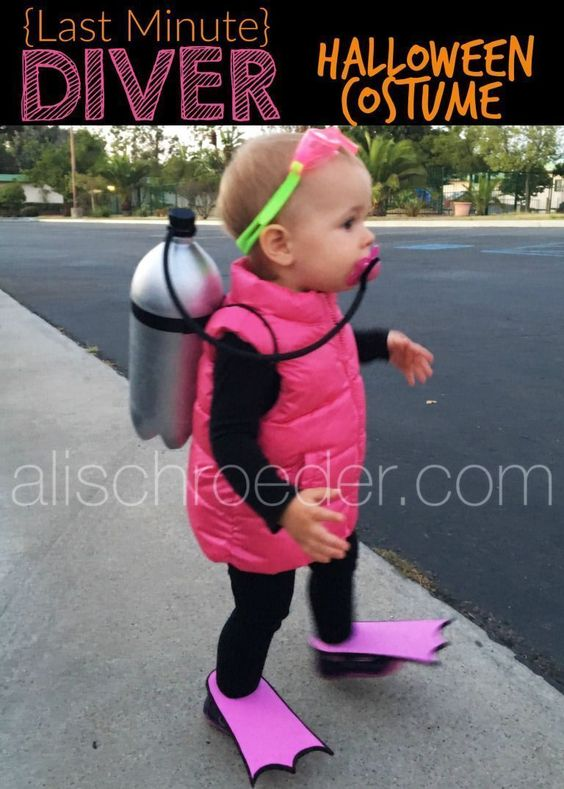 {Last Minute}
DIVER
HALLOWEEN
COSTUME
alischroeder.com